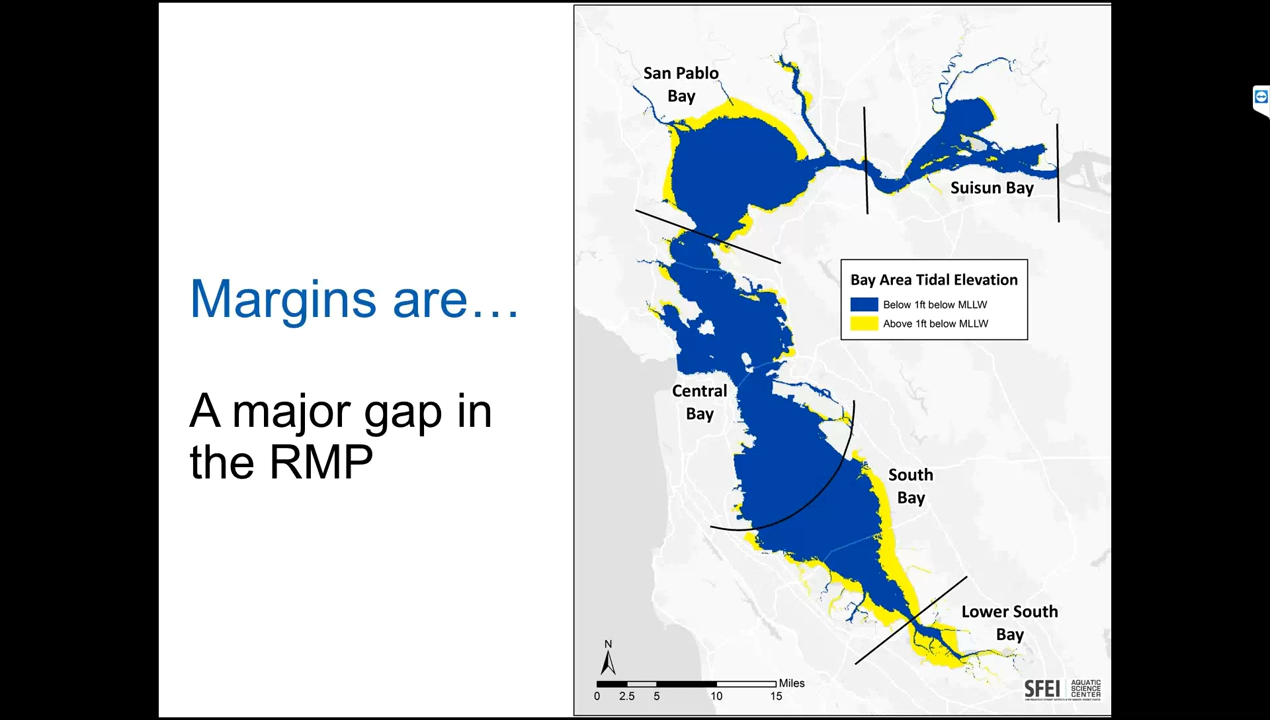 Margins are…
A major gap in
the RMP
San Pablo
Bay
Suisun Bay
Bay Area Tidal Elevation
Below 1ft below MLLW
Above 1ft below MLLW
Central
Bay
South
Bay
Lower South
Bay
N
Miles
0 2.5 5 10 15
SFEI
AQUATIC
SCIENCE
CENTER